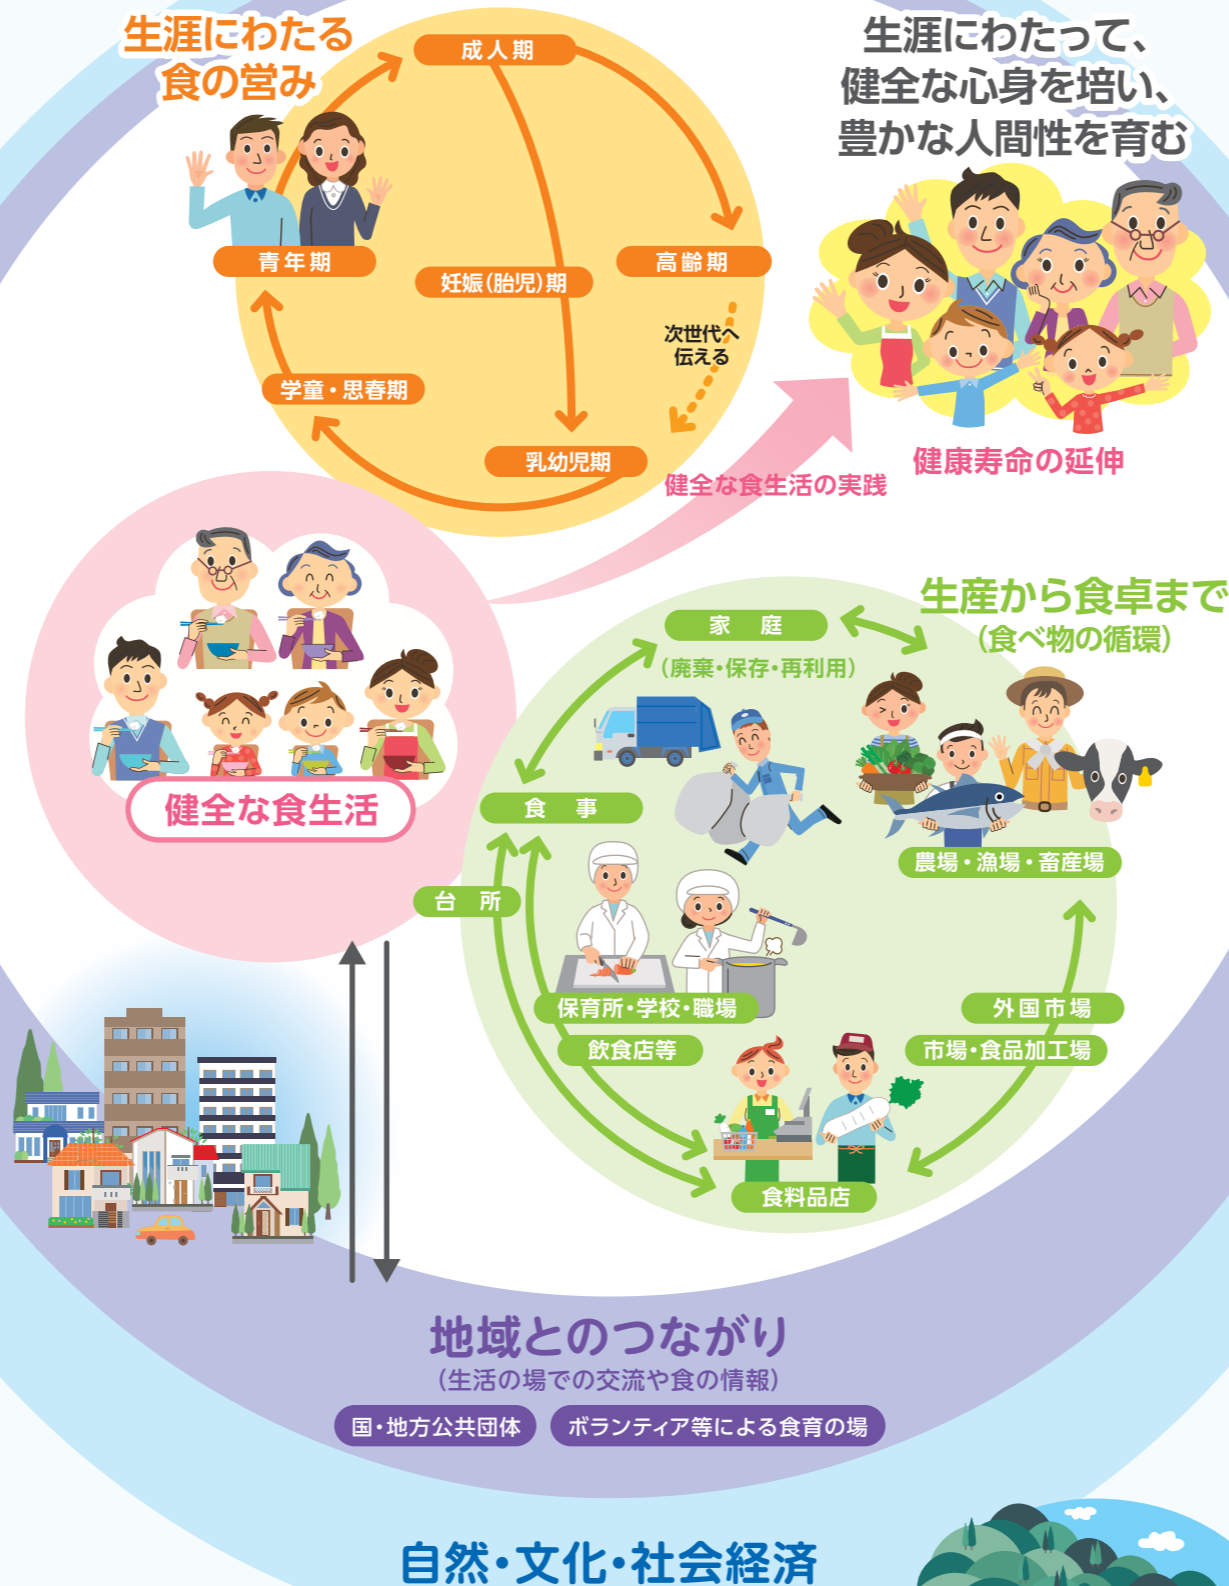 生涯にわたる
食の営み
成人期
青年期
妊娠(胎児)期
高齢期
次世代へ
伝える
学童・思春期
乳幼児期
生涯にわたって、
健全な心身を培い、
豊かな人間性を育む
健康寿命の延伸
健全な食生活の実践
健全な食生活
生産から食卓まで
(食べ物の循環)
家庭
(廃棄・保存・再利用)
食事
農場・漁場・畜産場
台所
保育所・学校・職場
飲食店等
外国市場
市場・食品加工場
食料品店
地域とのつながり
(生活の場での交流や食の情報)
国・地方公共団体
ボランティア等による食育の場
自然・文化・社会経済